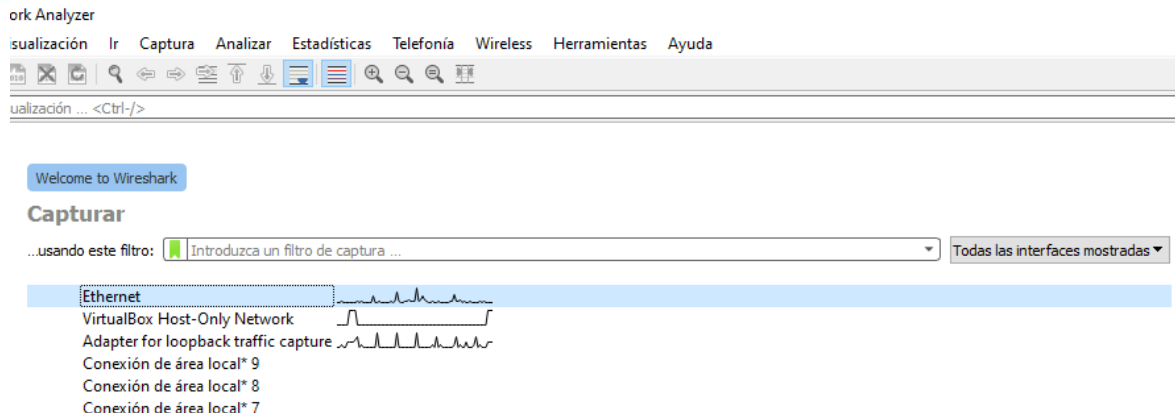 ork Analyzer
isualización Ir Captura Analizar Estadísticas Telefonía Wireless Herramientas Ayuda
ualización ... <Ctrl-/>
Welcome to Wireshark
Capturar
...usando este filtro: Introduzca un filtro de captura ... Todas las interfaces mostradas
Ethernet
VirtualBox Host-Only Network
Adapter for loopback traffic capture
Conexión de área local* 9
Conexión de área local* 8
Conexión de área local* 7